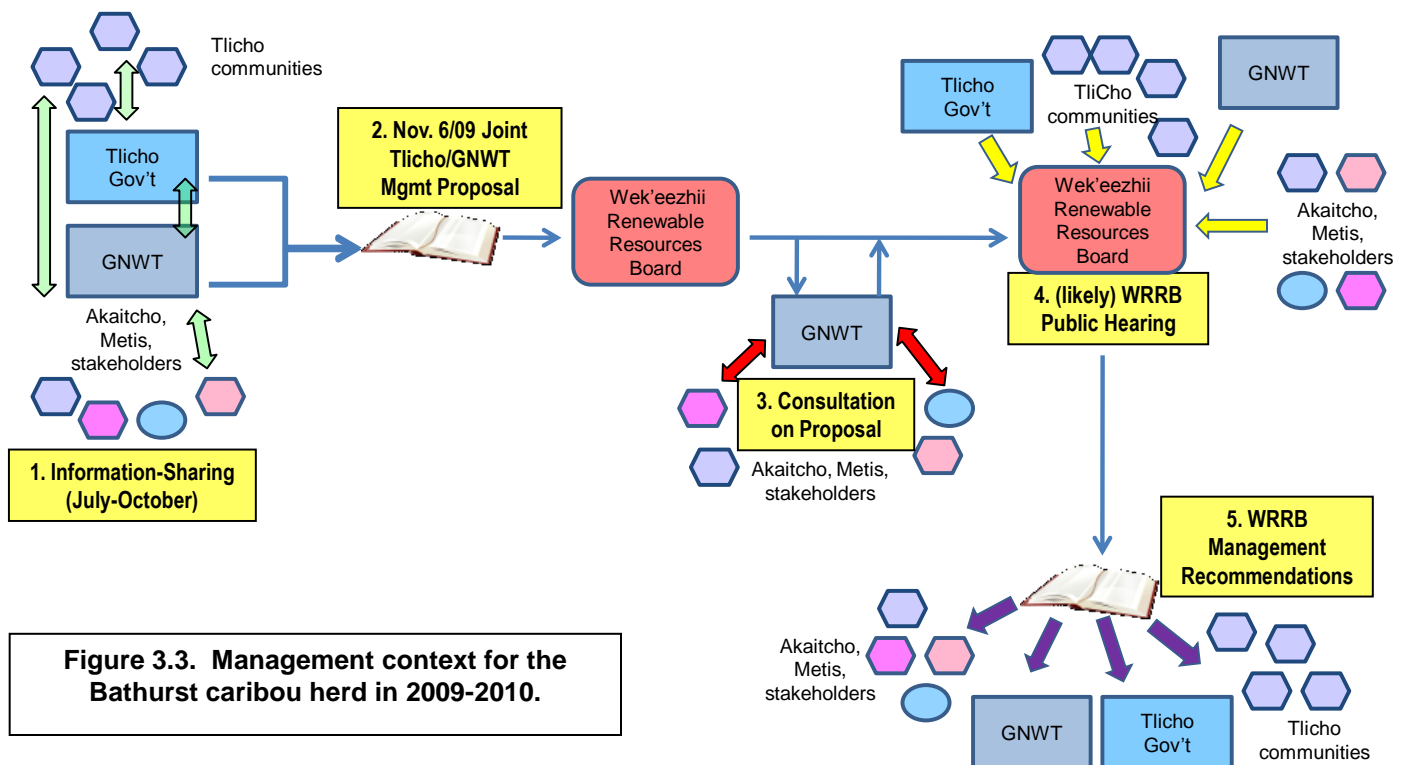 Tlicho
communities
Tlicho
Gov't
GNWT
Akaitcho,
Metis,
stakeholders
1. Information-Sharing
(July-October)
2. Nov. 6/09 Joint
Tlicho/GNWT
Mgmt Proposal
Wek'eezhii
Renewable
Resources
Board
GNWT
3. Consultation
on Proposal
Akaitcho, Metis,
stakeholders
Tlicho
Gov't
TliCho
communities
GNWT
Wek'eezhii
Renewable
Resources
Board
Akaitcho,
Metis,
stakeholders
4. (likely) WRRB
Public Hearing
5. WRRB
Management
Recommendations
Akaitcho,
Metis,
stakeholders
GNWT
Tlicho
Gov't
Tlicho
communities
Figure 3.3. Management context for the
Bathurst caribou herd in 2009-2010.